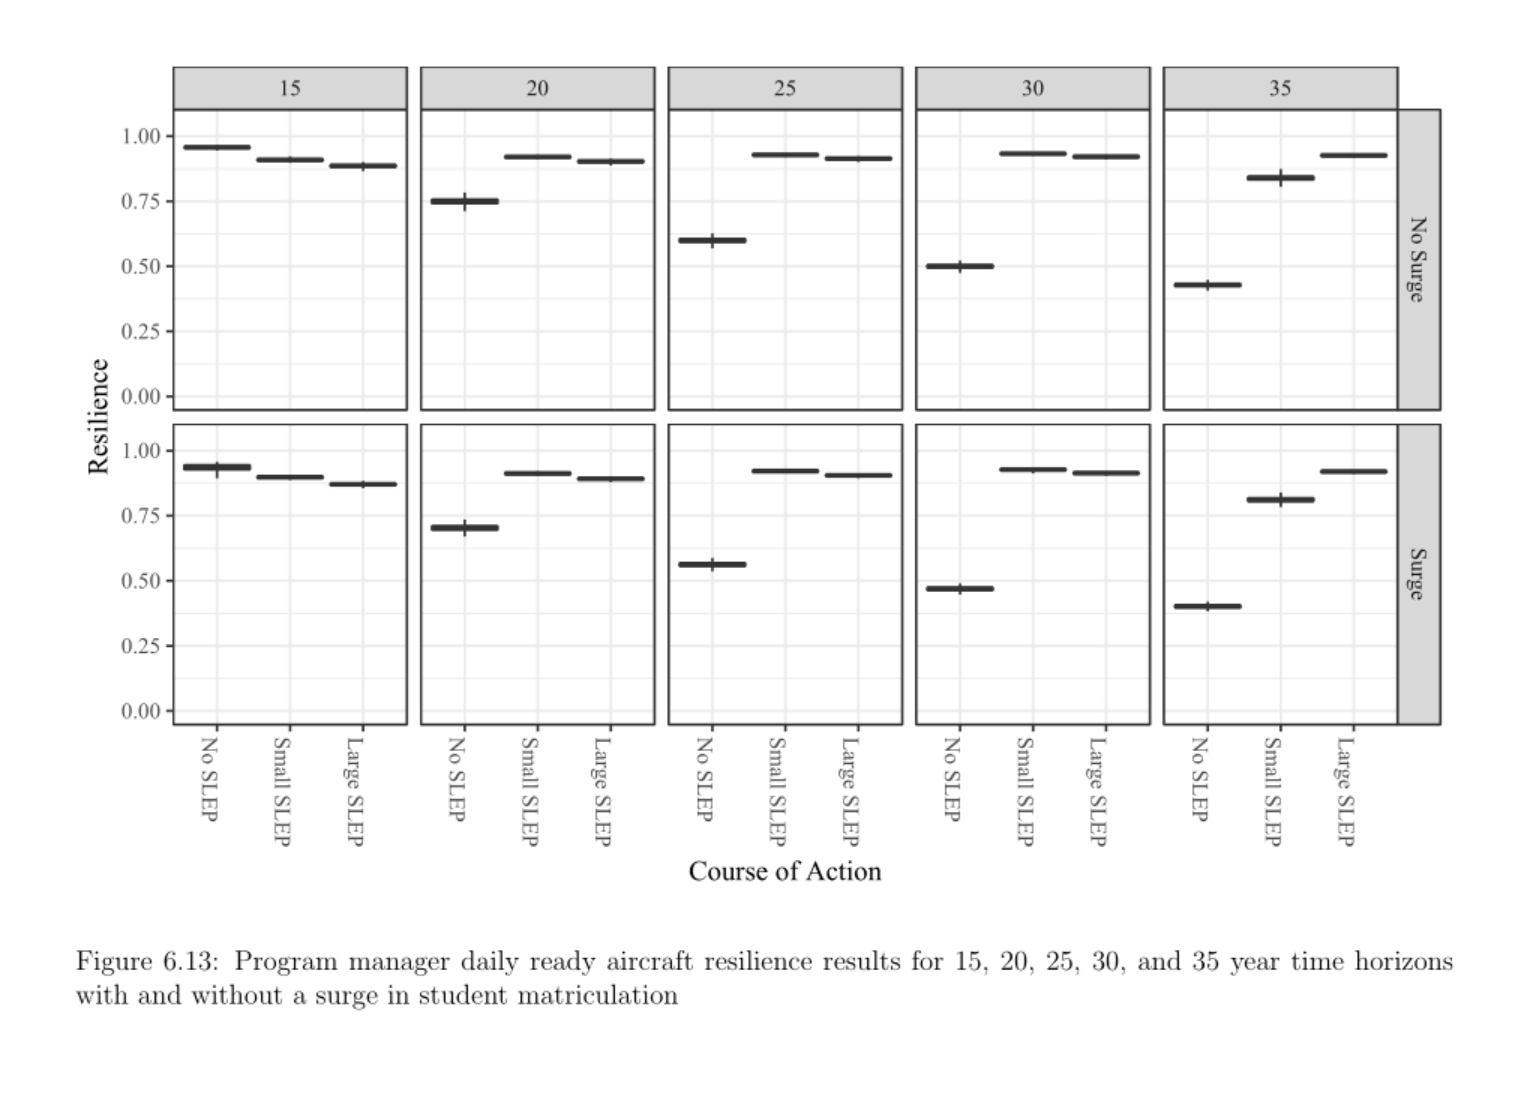 15 20 25 30 35
1.00
0.75
0.50
0.25
0.00
No Surge
Resilience
1.00
0.75
0.50
0.25
0.00
Surge
No SLEP Small SLEP Large SLEP No SLEP Small SLEP Large SLEP No SLEP Small SLEP Large SLEP No SLEP Small SLEP Large SLEP No SLEP Small SLEP Large SLEP
Course of Action
Figure 6.13: Program manager daily ready aircraft resilience results for 15, 20, 25, 30, and 35 year time horizons
with and without a surge in student matriculation